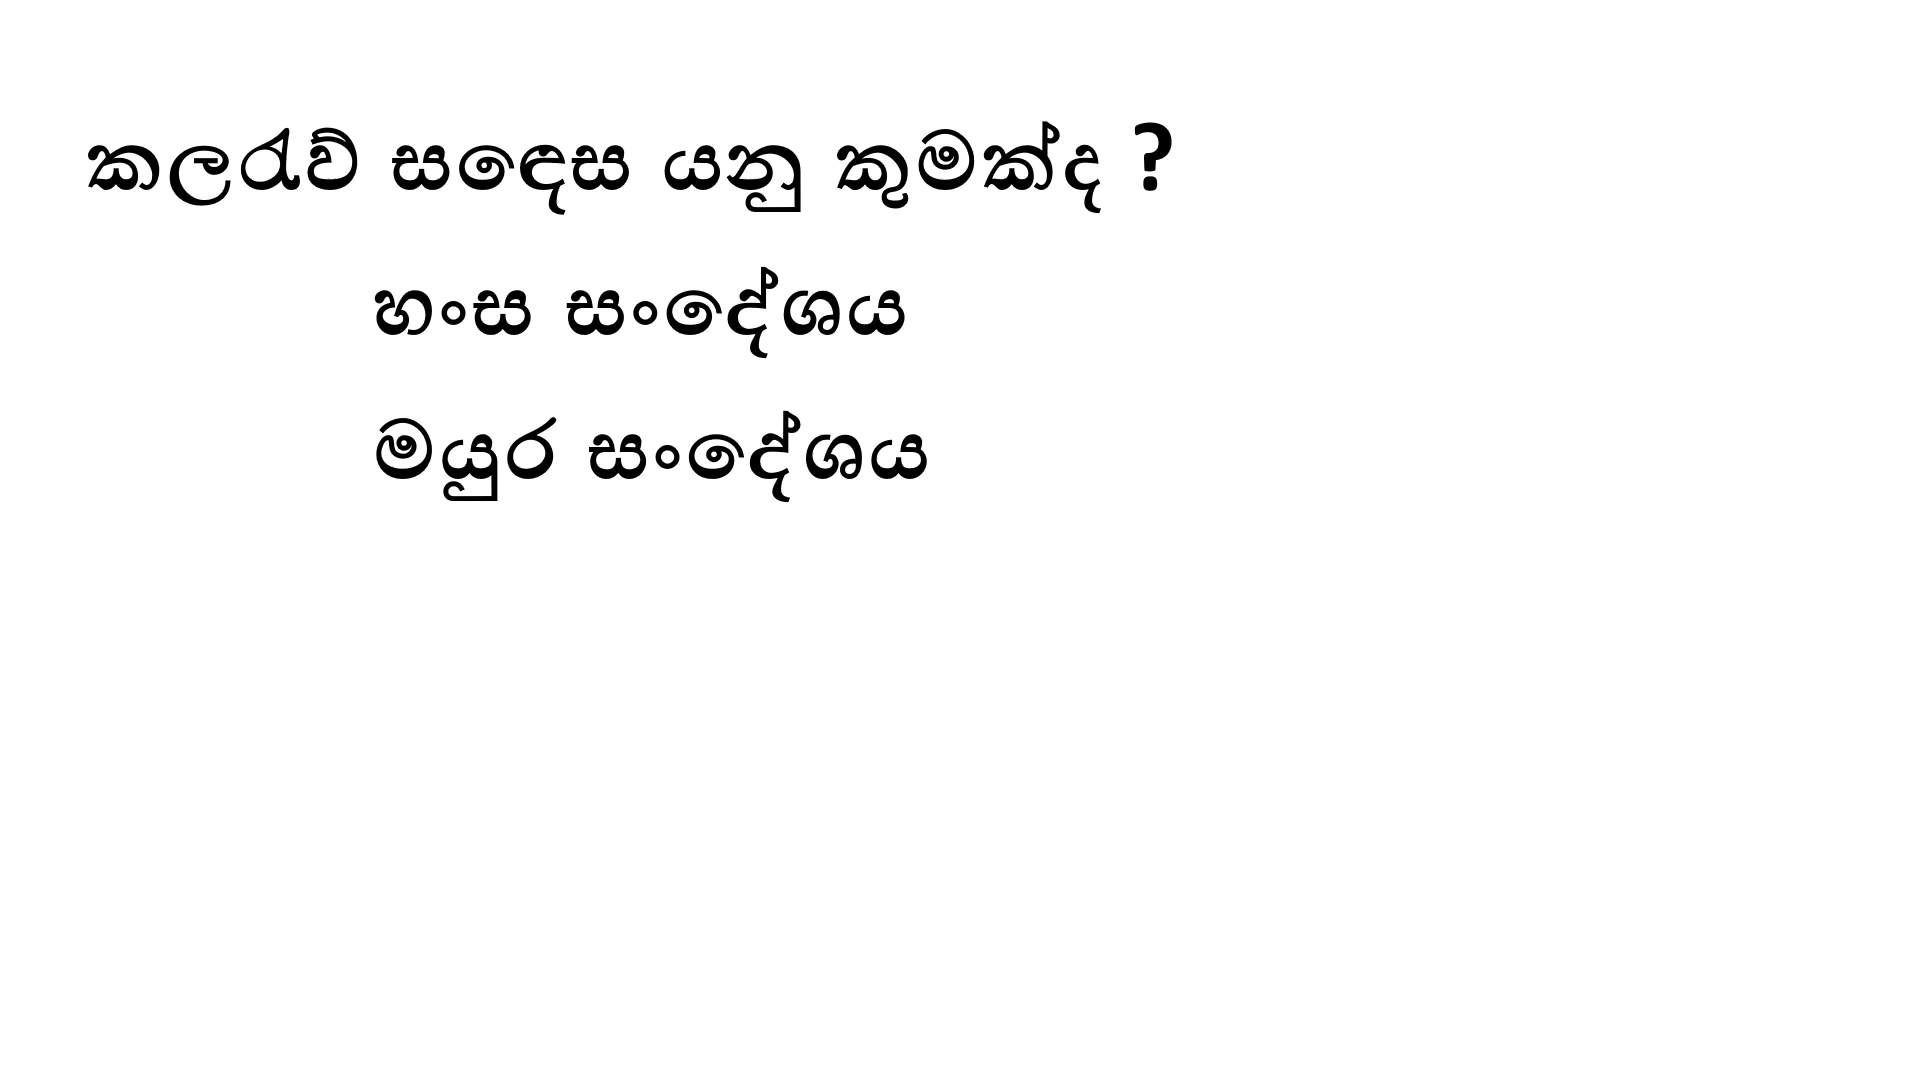 කලරැව් සඳෙස යනු කුමක්ද ?
හංස සංදේශය
මයුර සංදේශය